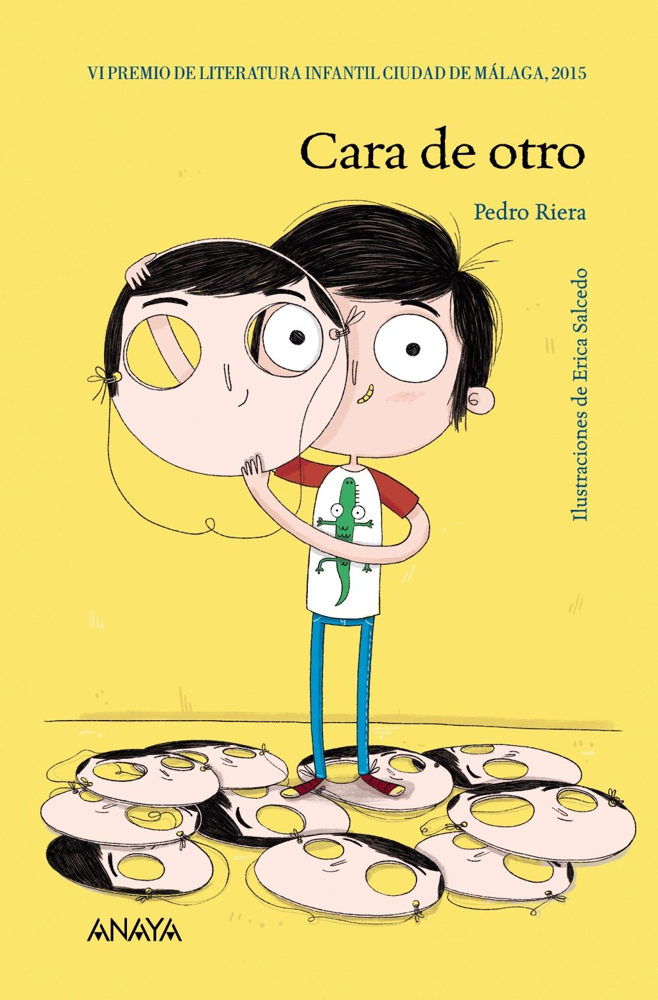 VI PREMIO DE LITERATURA INFANTIL CIUDAD DE MÁLAGA, 2015
Cara de otro
Pedro Riera
Ilustraciones de Erica Salcedo
ANAYA